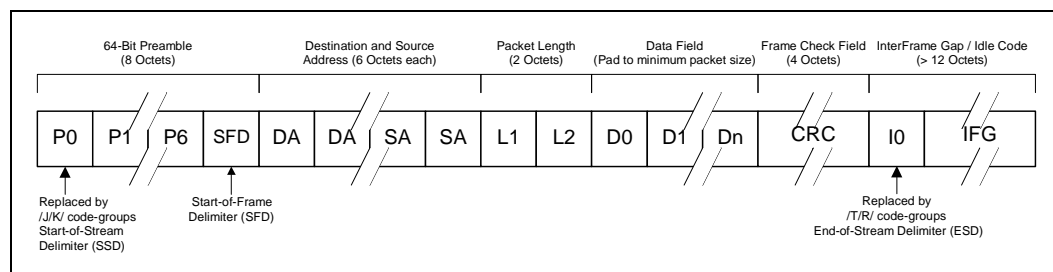 64-Bit Preamble
(8 Octets)
Destination and Source
Address (6 Octets each)
Packet Length
(2 Octets)
Data Field
(Pad to minimum packet size)
Frame Check Field
(4 Octets)
InterFrame Gap / Idle Code
(> 12 Octets)
P0 P1 P6 SFD DA DA SA SA L1 L2 D0 D1 Dn CRC I0 IFG
Replaced by
/J/K/ code-groups
Start-of-Stream
Delimiter (SSD)
Start-of-Frame
Delimiter (SFD)
Replaced by
/T/R/ code-groups
End-of-Stream Delimiter (ESD)